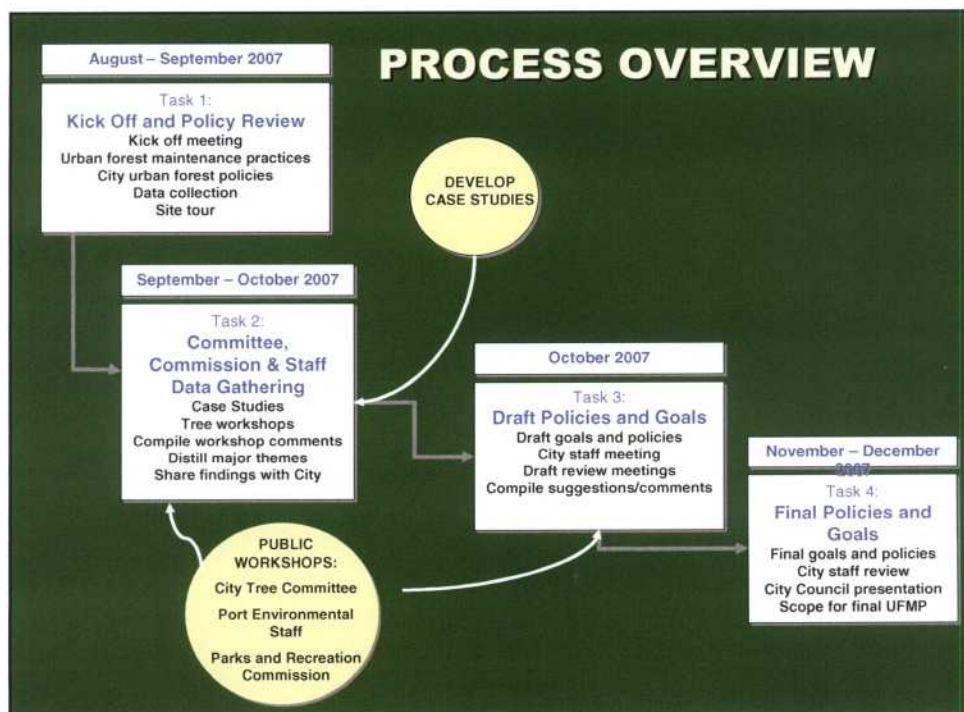 PROCESS OVERVIEW
August – September 2007
Task 1:
Kick Off and Policy Review
Kick off meeting
Urban forest maintenance practices
City urban forest policies
Data collection
Site tour
DEVELOP
CASE STUDIES
September – October 2007
Task 2:
Committee,
Commission & Staff
Data Gathering
Case Studies
Tree workshops
Compile workshop comments
Distill major themes
Share findings with City
October 2007
Task 3:
Draft Policies and Goals
Draft goals and policies
City staff meeting
Draft review meetings
Compile suggestions/comments
November – December
2007
Task 4:
Final Policies and
Goals
Final goals and policies
City staff review
City Council presentation
Scope for final UFMP
PUBLIC
WORKSHOPS:
City Tree Committee
Port Environmental
Staff
Parks and Recreation
Commission